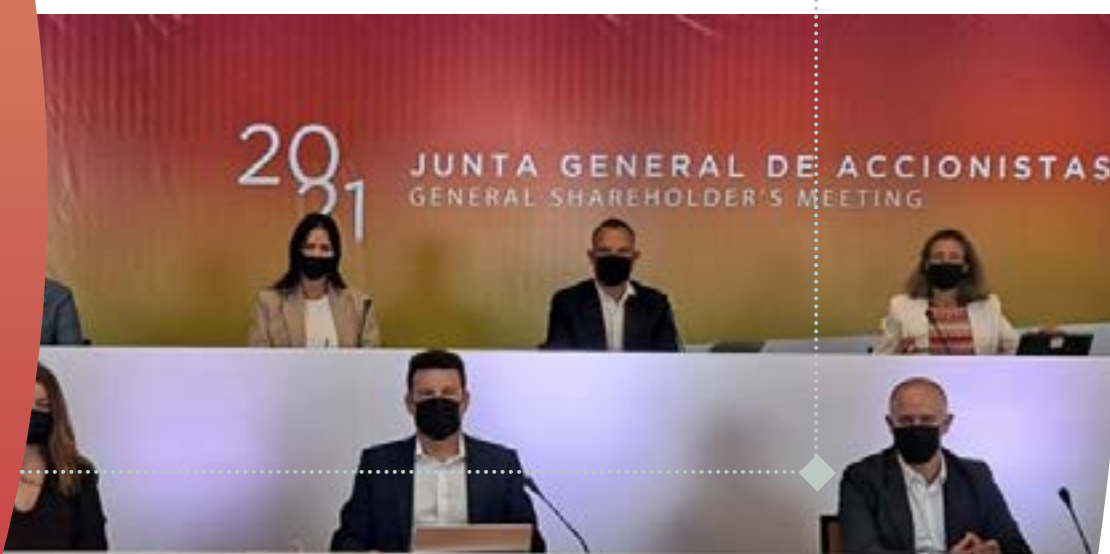 2021
JUNTA GENERAL DE ACCIONISTAS
GENERAL SHAREHOLDER'S MEETING